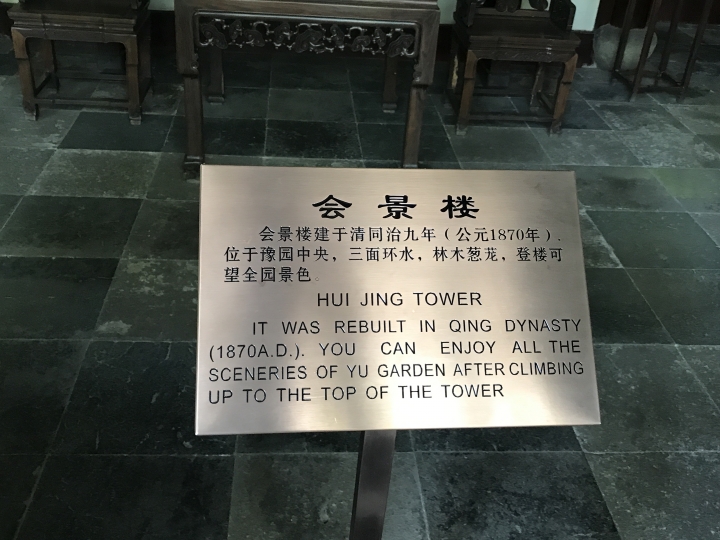 会景楼
会景楼建于清同治九年（公元1870年）.
位于豫园中央，三面环水，林木葱茏，登楼可
望全园景色。
HUI JING TOWER
IT WAS REBUILT IN QING DYNASTY
(1870A.D.). YOU CAN ENJOY ALL THE
SCENERIES OF YU GARDEN AFTER CLIMBING
UP TO THE TOP OF THE TOWER